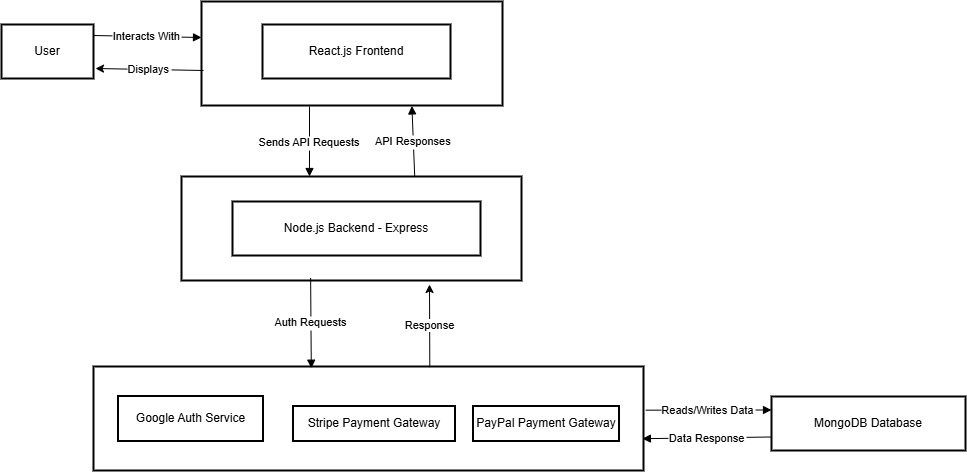 User
Interacts With
React.js Frontend
Displays
Sends API Requests
API Responses
Node.js Backend - Express
Auth Requests
Response
Google Auth Service
Stripe Payment Gateway
PayPal Payment Gateway
Reads/Writes Data
MongoDB Database
Data Response